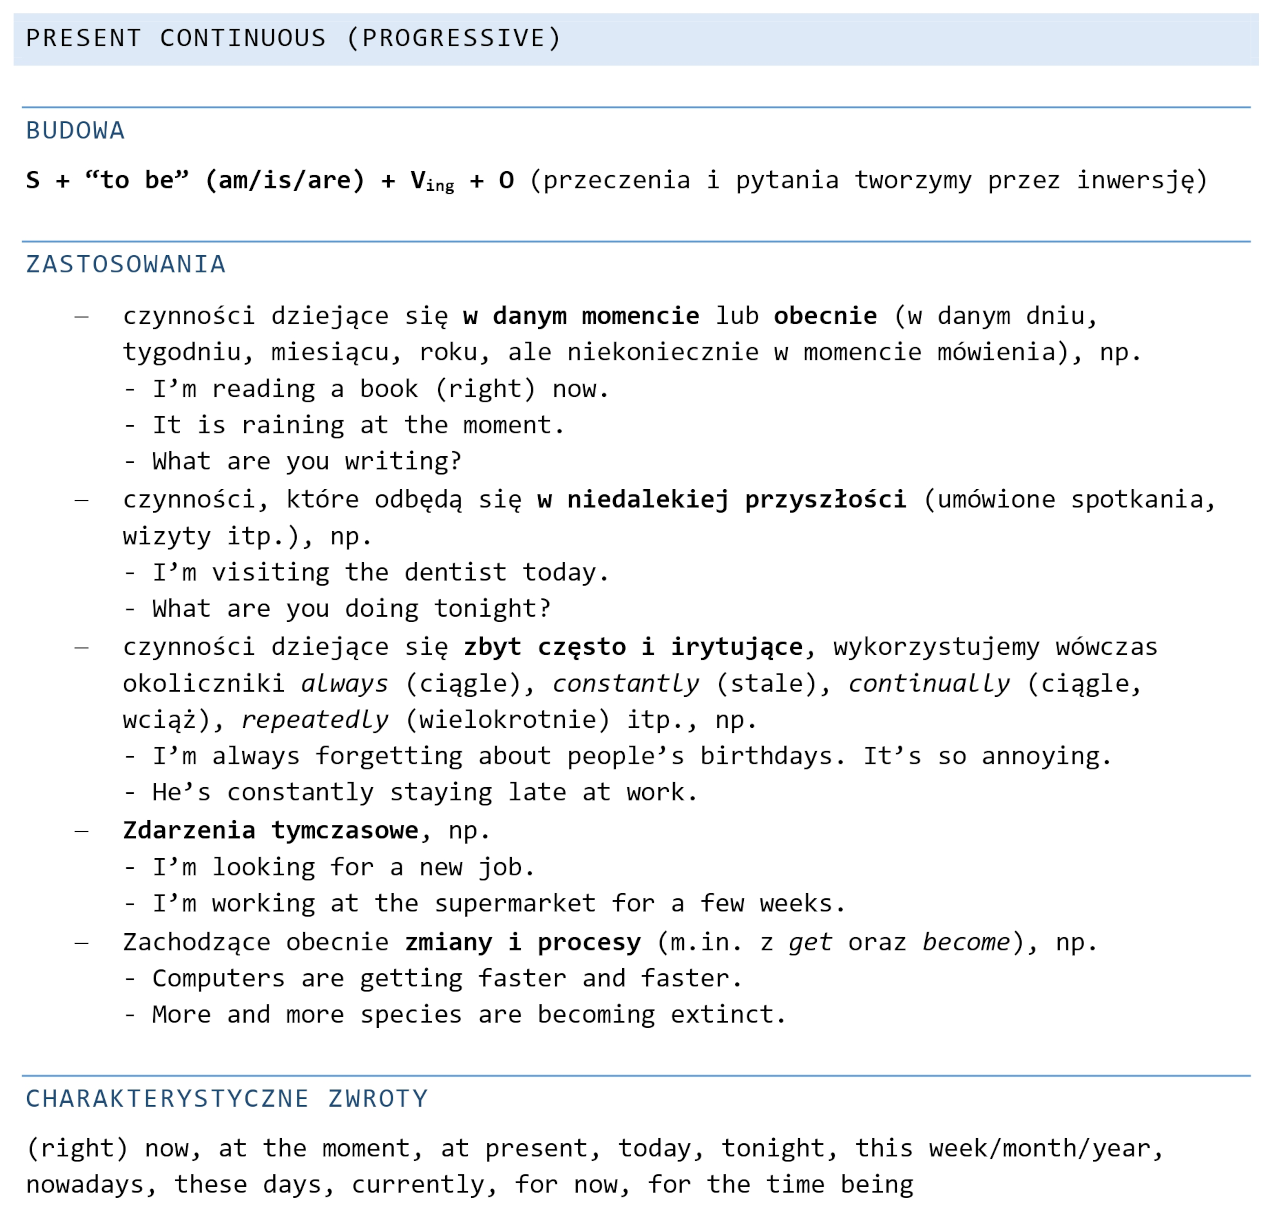 PRESENT CONTINUOUS (PROGRESSIVE)
BUDOWA
S + “to be” (am/is/are) + Ving + O (przeczenia i pytania tworzymy przez inwersję)
ZASTOSOWANIA
– czynności dziejące się w danym momencie lub obecnie (w danym dniu,
tygodniu, miesiącu, roku, ale niekoniecznie w momencie mówienia), np.
- I’m reading a book (right) now.
- It is raining at the moment.
- What are you writing?
– czynności, które odbędą się w niedalekiej przyszłości (umówione spotkania,
wizyty itp.), np.
- I’m visiting the dentist today.
- What are you doing tonight?
– czynności dziejące się zbyt często i irytujące, wykorzystujemy wówczas
okoliczniki always (ciągle), constantly (stale), continually (ciągle,
wciąż), repeatedly (wielokrotnie) itp., np.
- I’m always forgetting about people’s birthdays. It’s so annoying.
- He’s constantly staying late at work.
– Zdarzenia tymczasowe, np.
- I’m looking for a new job.
- I’m working at the supermarket for a few weeks.
– Zachodzące obecnie zmiany i procesy (m.in. z get oraz become), np.
- Computers are getting faster and faster.
- More and more species are becoming extinct.
CHARAKTERYSTYCZNE ZWROTY
(right) now, at the moment, at present, today, tonight, this week/month/year,
nowadays, these days, currently, for now, for the time being